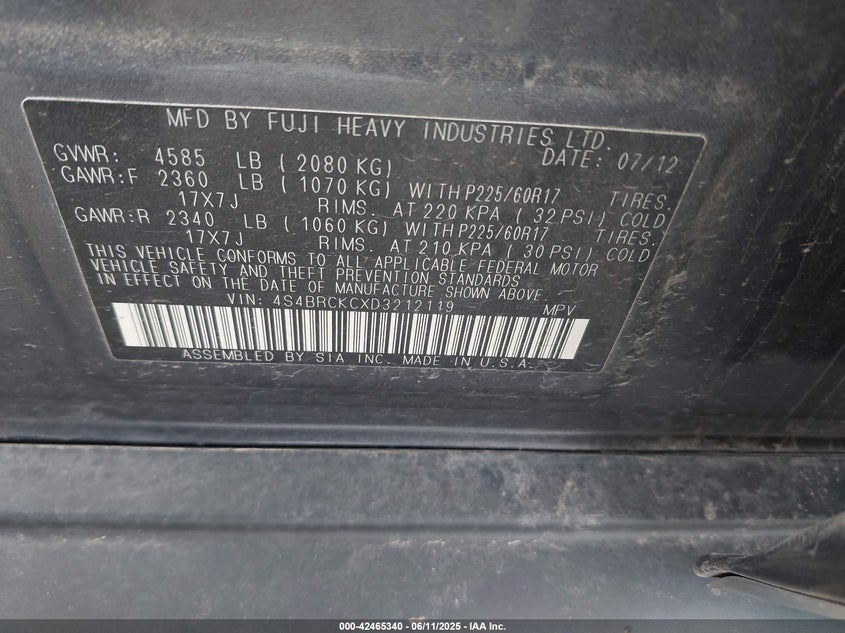 MFD BY FUJI HEAVY INDUSTRIES LTD.
GVWR: 4585 LB ( 2080 KG) DATE: 07/12
GAWR:F 2360 LB ( 1070 KG) WITH P225/60R17 TIRES.
17X7J RIMS. AT 220 KPA ( 32 PSI) COLD
GAWR:R 2340 LB ( 1060 KG) WITH P225/60R17 TIRES.
17X7J RIMS. AT 210 KPA ( 30 PSI) COLD
THIS VEHICLE CONFORMS TO ALL APPLICABLE FEDERAL MOTOR
VEHICLE SAFETY AND THEFT PREVENTION STANDARDS
IN EFFECT ON THE DATE OF MANUFACTURE SHOWN ABOVE.
VIN: 4S4BRCKCXD3212119 MPV
ASSEMBLED BY SIA INC. MADE IN U.S.A.
000-42465340 - 06/11/2025 - IAA Inc.